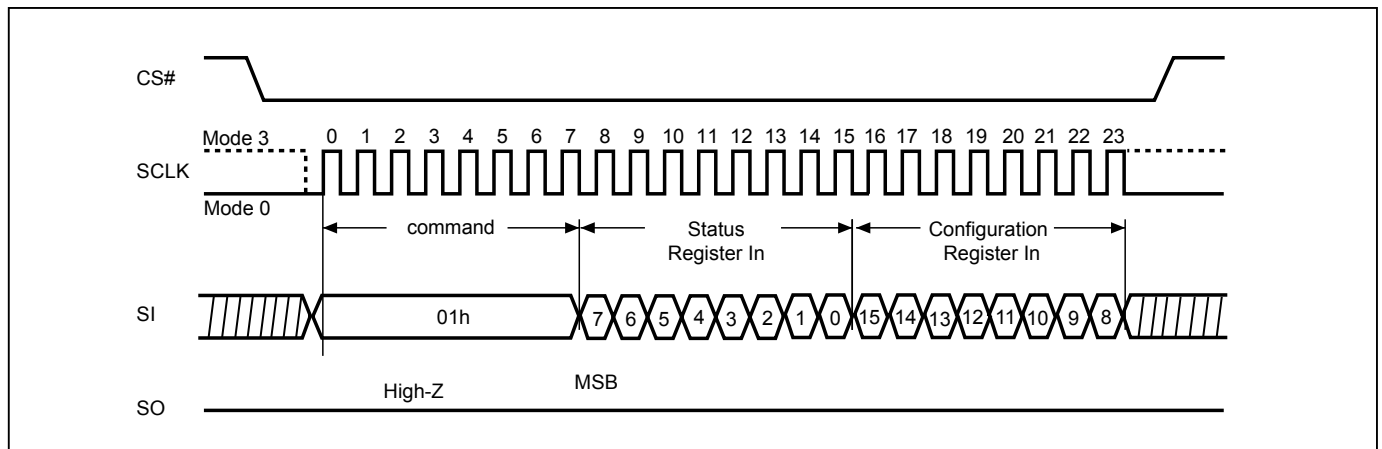 CS#
Mode 3
0 1 2 3 4 5 6 7 8 9 10 11 12 13 14 15 16 17 18 19 20 21 22 23
SCLK
Mode 0
command
Status
Register In
Configuration
Register In
SI
01h
7 6 5 4 3 2 1 0 15 14 13 12 11 10 9 8
High-Z
MSB
SO